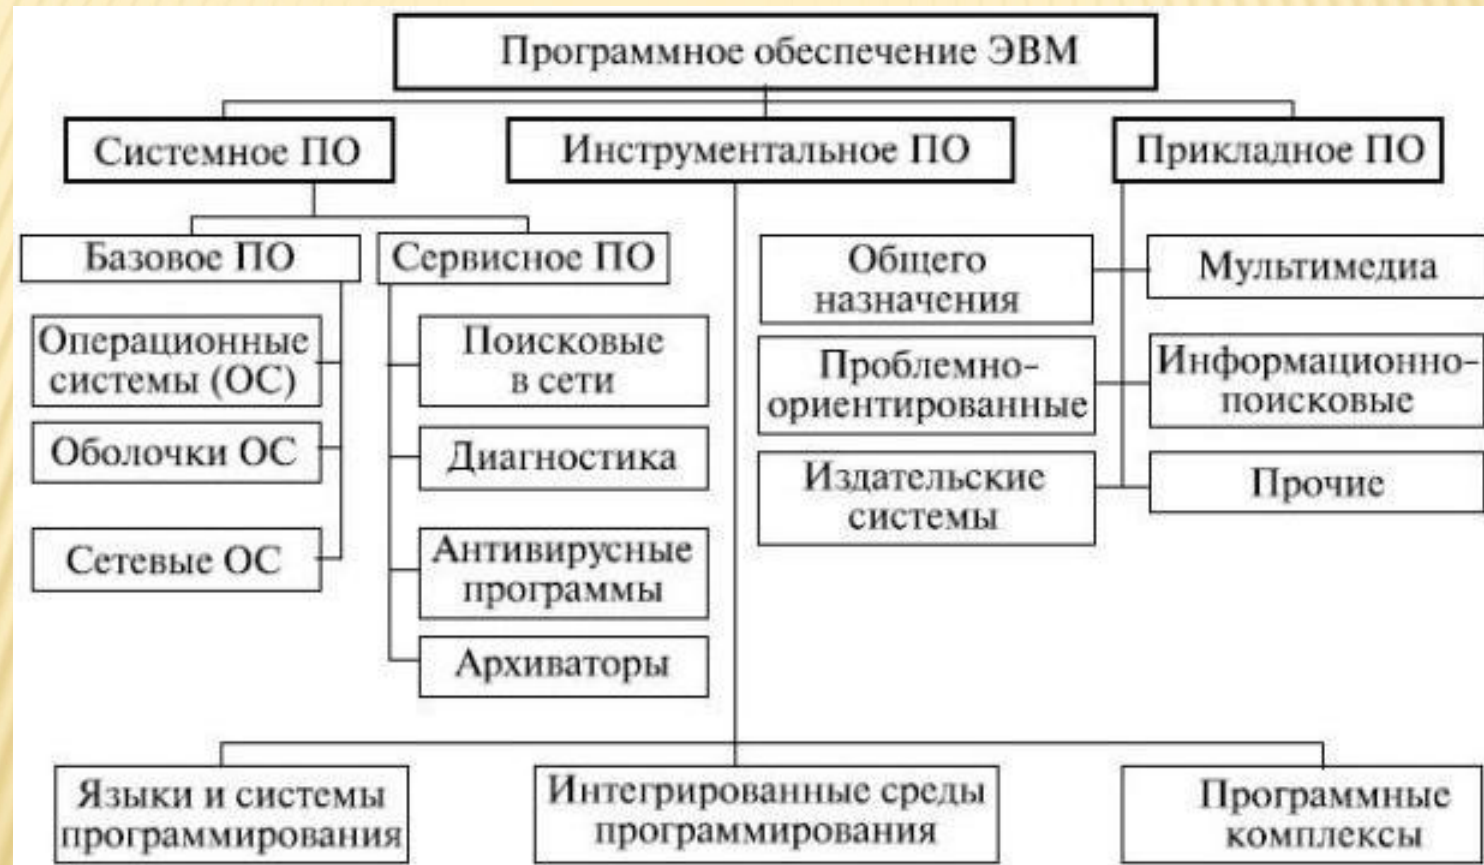 Программное обеспечение ЭВМ
Системное ПО
Инструментальное ПО
Прикладное ПО
Базовое ПО
Сервисное ПО
Операционные
системы (ОС)
Оболочки ОС
Сетевые ОС
Поисковые
в сети
Диагностика
Антивирусные
программы
Архиваторы
Общего
назначения
Проблемно-
ориентированные
Издательские
системы
Мультимедиа
Информационно-
поисковые
Прочие
Языки и системы
программирования
Интегрированные среды
программирования
Программные
комплексы